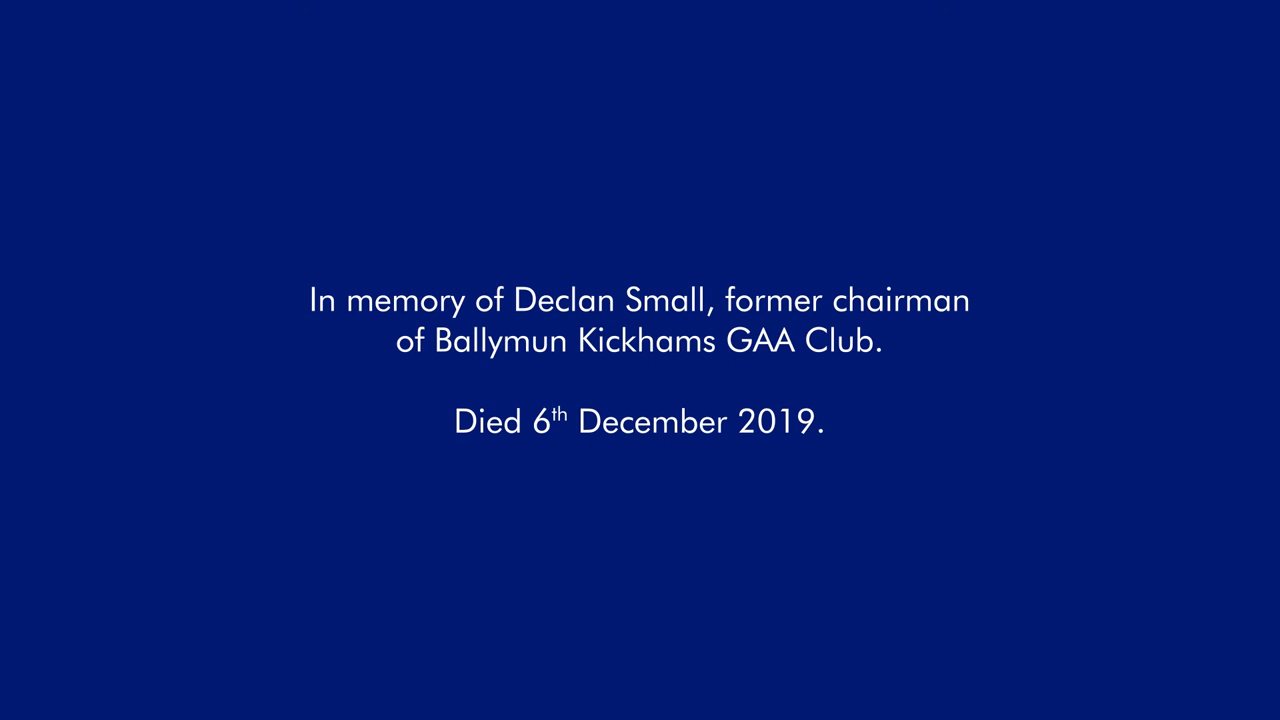 In memory of Declan Small, former chairman
of Ballymun Kickhams GAA Club.
Died 6th December 2019.